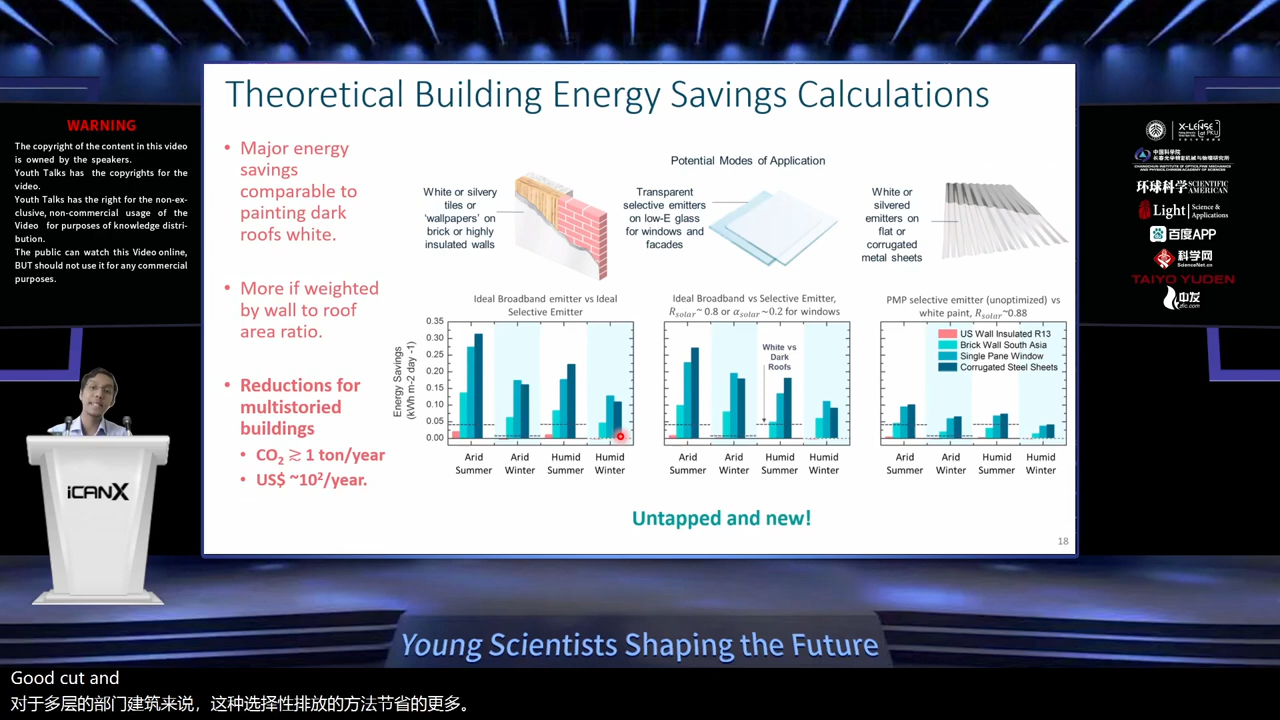 WARNING
The copyright of the content in this video
is owned by the speakers.
Youth Talks has the copyrights for the
video.
Youth Talks has the right for the non-ex-
clusive, non-commercial usage of the
Video for purposes of knowledge distri-
bution.
The public can watch this Video online,
BUT should not use it for any commercial
purposes.
iCANX
Theoretical Building Energy Savings Calculations
• Major energy
savings
comparable to
painting dark
roofs white.
• More if weighted
by wall to roof
area ratio.
• Reductions for
multistoried
buildings
• CO₂ ≳ 1 ton/year
• US$ ~10²/year.
Potential Modes of Application
White or silvery
tiles or
‘wallpapers’ on
brick or highly
insulated walls
Transparent
selective emitters
on low-E glass
for windows and
facades
White or
silvered
emitters on
flat or
corrugated
metal sheets
Ideal Broadband emitter vs Ideal
Selective Emitter
Energy Savings
(kWh m-2 day -1)
0.35
0.30
0.25
0.20
0.15
0.10
0.05
0.00
Arid
Summer
Arid
Winter
Humid
Summer
Humid
Winter
Ideal Broadband vs Selective Emitter,
R_solar~ 0.8 or α_solar~0.2 for windows
White vs
Dark
Roofs
Arid
Summer
Arid
Winter
Humid
Summer
Humid
Winter
PMP selective emitter (unoptimized) vs
white paint, R_solar~0.88
US Wall Insulated R13
Brick Wall South Asia
Single Pane Window
Corrugated Steel Sheets
Arid
Summer
Arid
Winter
Humid
Summer
Humid
Winter
Untapped and new!
18
X-LENSE PKU
环球科学 SCIENTIFIC AMERICAN
Light Science & Applications
百度APP
科学网
ScienceNet.cn
TAIYO YUDEN
中发
Young Scientists Shaping the Future
Good cut and
对于多层的部门建筑来说，这种选择性排放的方法节省的更多。